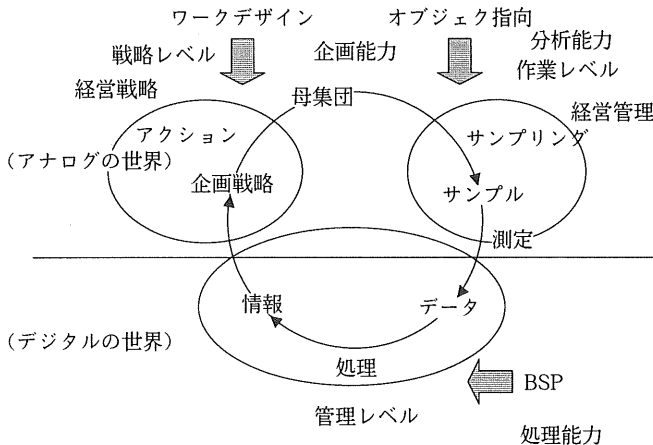 ワークデザイン
オブジェク指向
戦略レベル
企画能力
分析能力
作業レベル
経営戦略
母集団
経営管理
アクション
サンプリング
(アナログの世界)
企画戦略
サンプル
測定
情報
データ
(デジタルの世界)
処理
BSP
管理レベル
処理能力